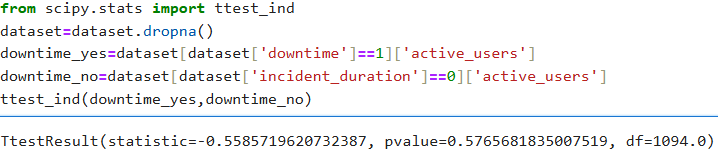 from scipy.stats import ttest_ind
dataset=dataset.dropna()
downtime_yes=dataset[dataset['downtime']==1]['active_users']
downtime_no=dataset[dataset['incident_duration']==0]['active_users']
ttest_ind(downtime_yes,downtime_no)
TtestResult(statistic=-0.5585719620732387, pvalue=0.5765681835007519, df=1094.0)